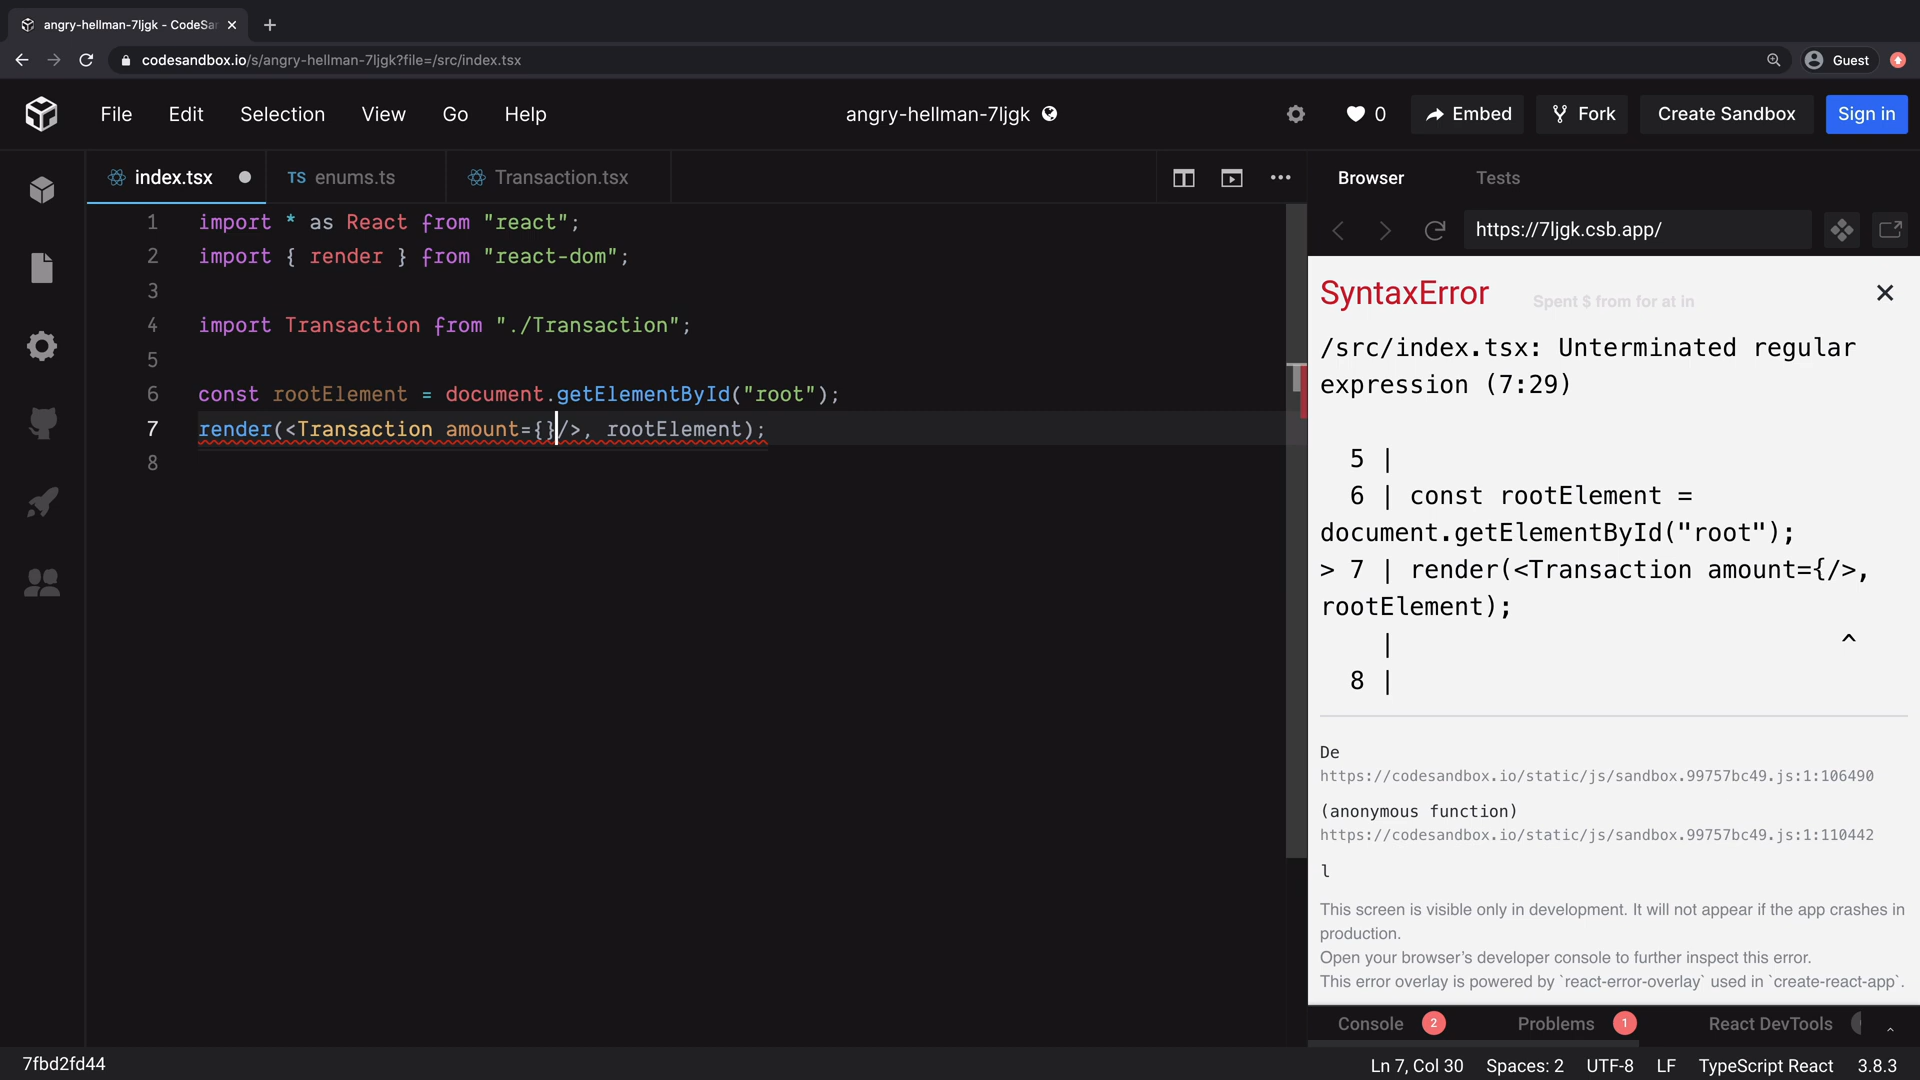 angry-hellman-7ljgk - CodeSa
codesandbox.io/s/angry-hellman-7ljgk?file=/src/index.tsx
Guest
File Edit Selection View Go Help
angry-hellman-7ljgk
0
Embed
Fork
Create Sandbox
Sign in
index.tsx
TS enums.ts
Transaction.tsx
Browser
Tests
https://7ljgk.csb.app/
1 import * as React from "react";
2 import { render } from "react-dom";
3
4 import Transaction from "./Transaction";
5
6 const rootElement = document.getElementById("root");
7 render(<Transaction amount={}/>, rootElement);
8
SyntaxError
Spent $ from for at in
/src/index.tsx: Unterminated regular
expression (7:29)
5 |
6 | const rootElement =
document.getElementById("root");
> 7 | render(<Transaction amount={/>,
rootElement);
| ^
8 |
De
https://codesandbox.io/static/js/sandbox.99757bc49.js:1:106490
(anonymous function)
https://codesandbox.io/static/js/sandbox.99757bc49.js:1:110442
l
This screen is visible only in development. It will not appear if the app crashes in
production.
Open your browser’s developer console to further inspect this error.
This error overlay is powered by `react-error-overlay` used in `create-react-app`.
Console 2
Problems 1
React DevTools
7fbd2fd44
Ln 7, Col 30 Spaces: 2 UTF-8 LF TypeScript React 3.8.3